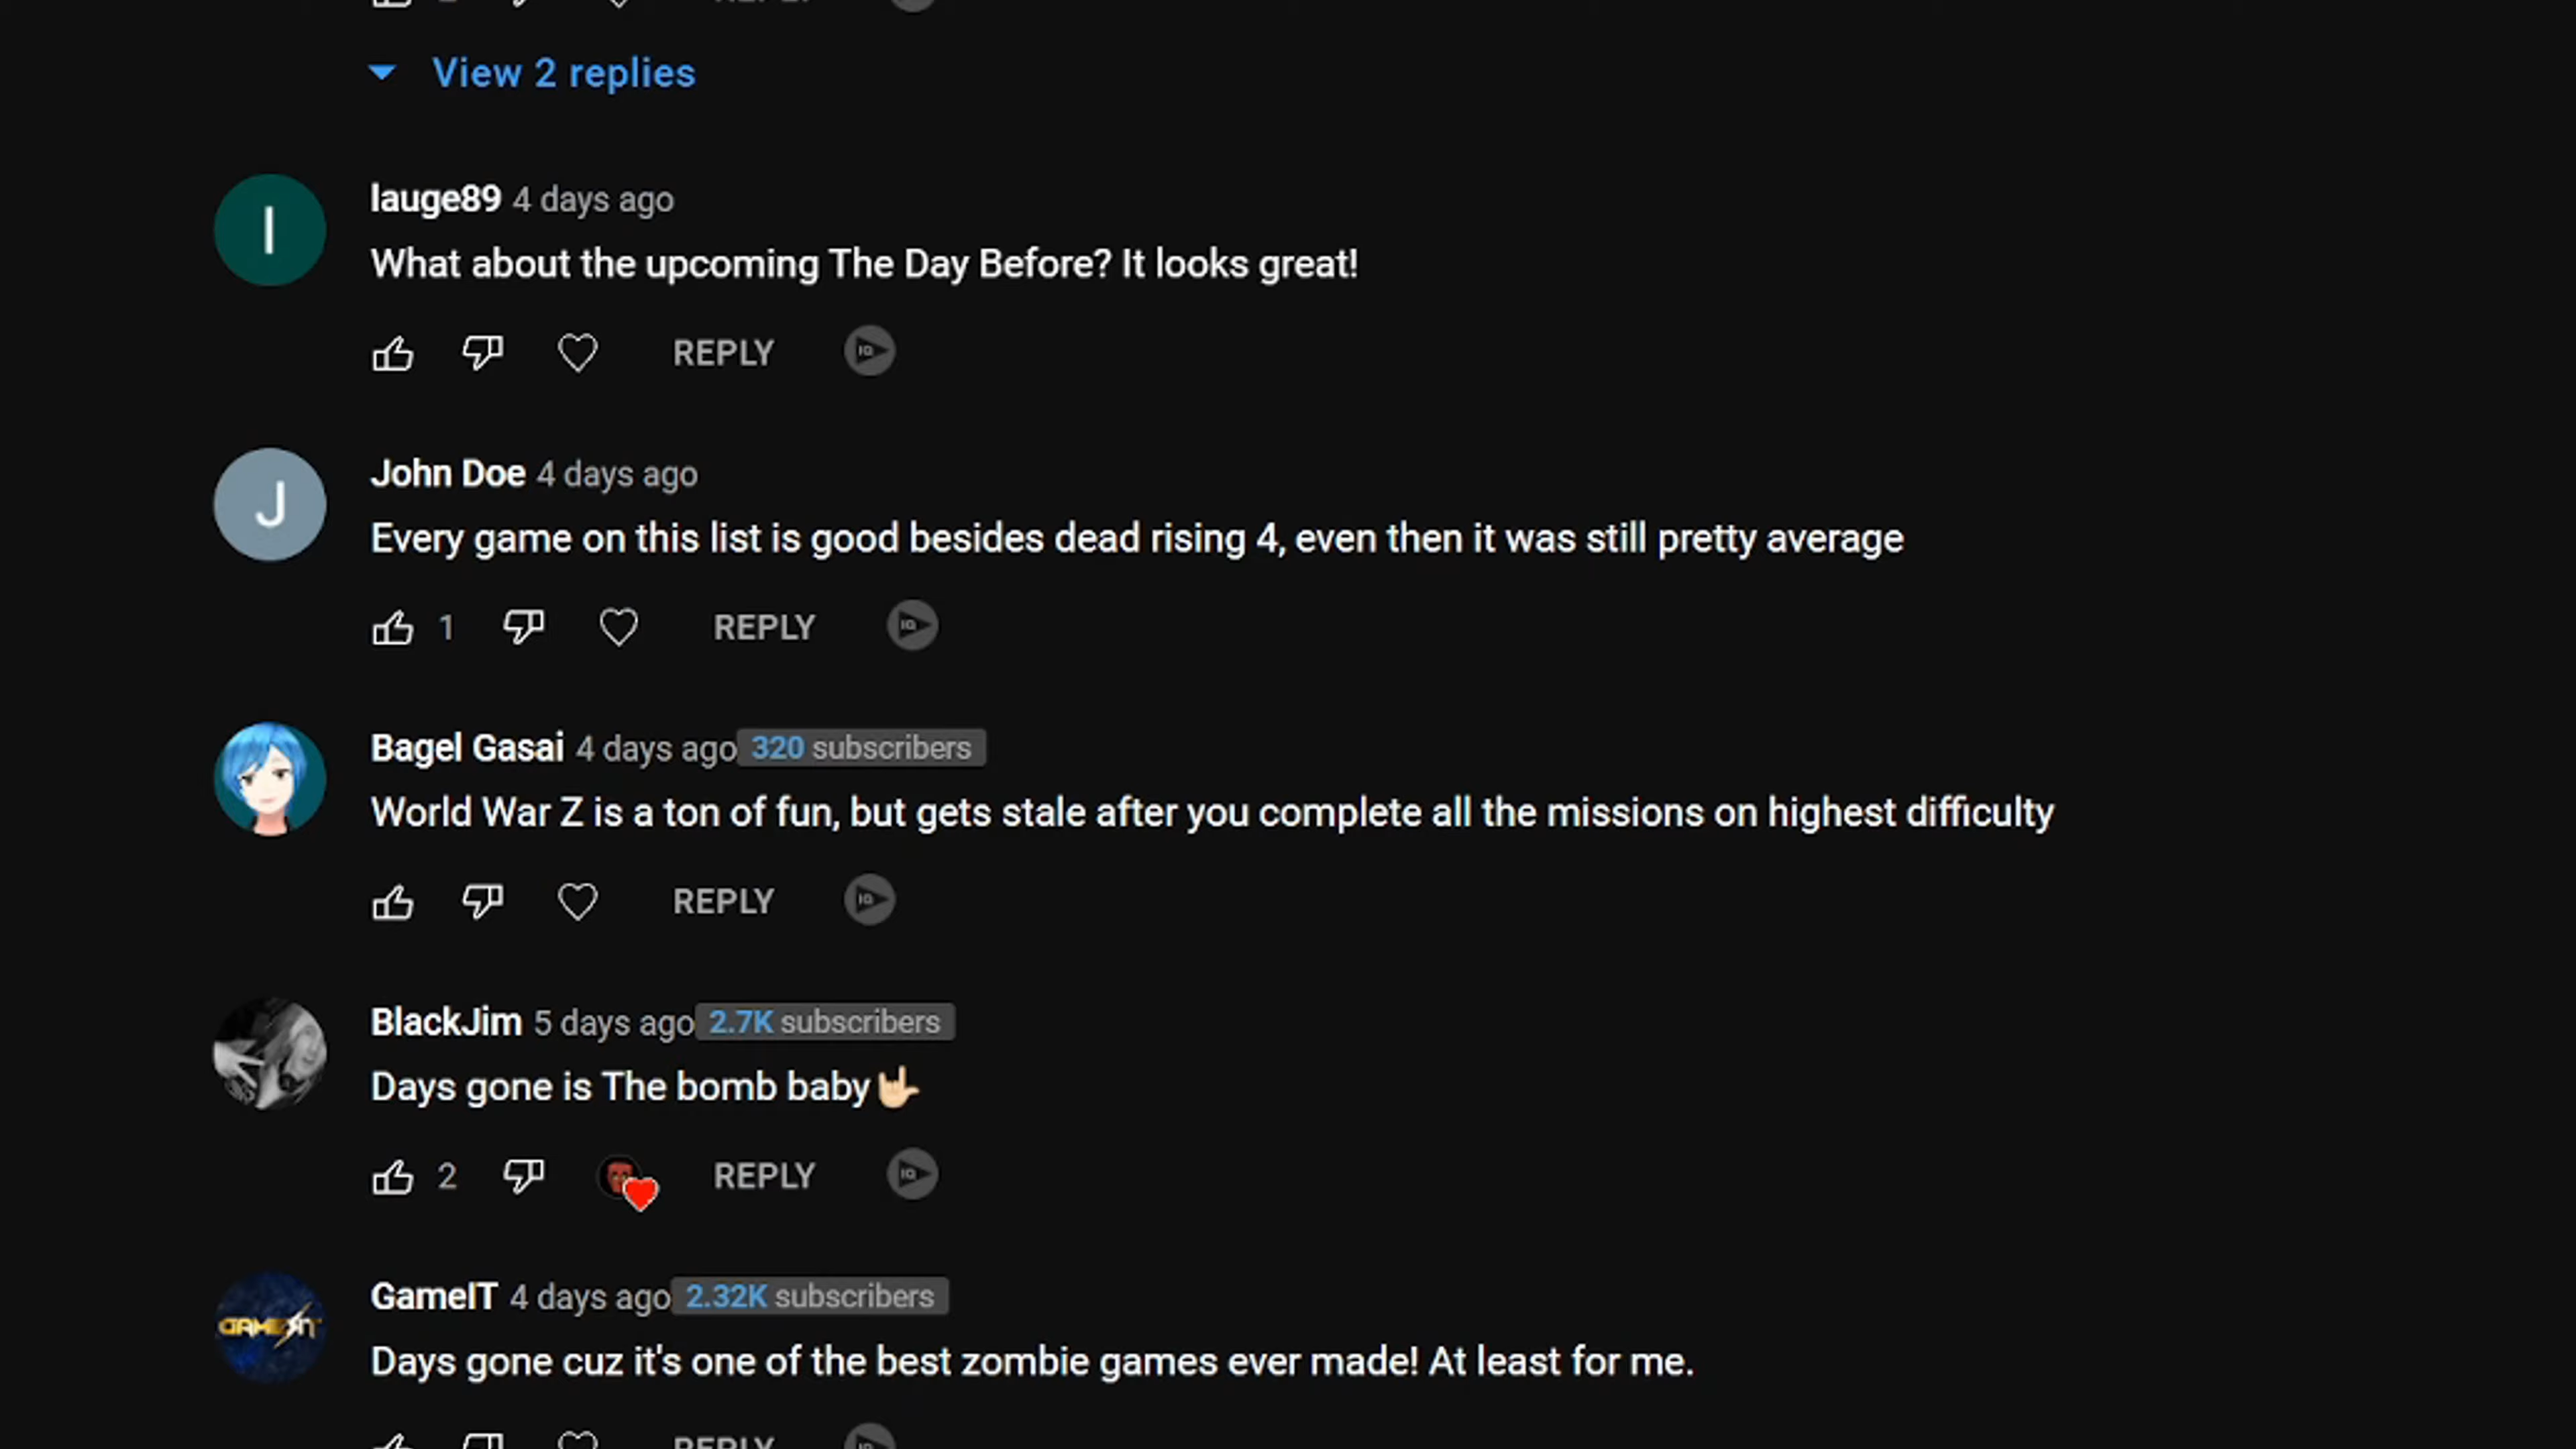 REPLY
View 2 replies
lauge89 4 days ago
What about the upcoming The Day Before? It looks great!
REPLY
John Doe 4 days ago
Every game on this list is good besides dead rising 4, even then it was still pretty average
1 REPLY
Bagel Gasai 4 days ago 320 subscribers
World War Z is a ton of fun, but gets stale after you complete all the missions on highest difficulty
REPLY
BlackJim 5 days ago 2.7K subscribers
Days gone is The bomb baby🤟🏼
2 REPLY
GameIT 4 days ago 2.32K subscribers
Days gone cuz it's one of the best zombie games ever made! At least for me.
REPLY